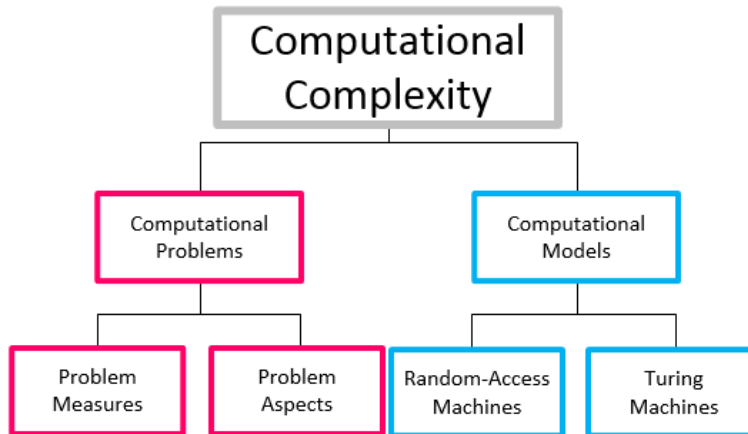 Computational
Complexity
Computational
Problems
Computational
Models
Problem
Measures
Problem
Aspects
Random-Access
Machines
Turing
Machines